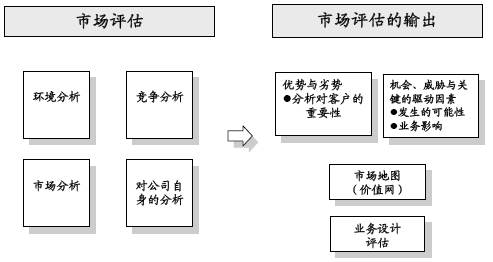 市场评估
市场评估的输出
环境分析
竞争分析
市场分析
对公司自
身的分析
优势与劣势
●分析对客户的
重要性
机会、威胁与关
键的驱动因素
●发生的可能性
●业务影响
市场地图
（价值网）
业务设计
评估